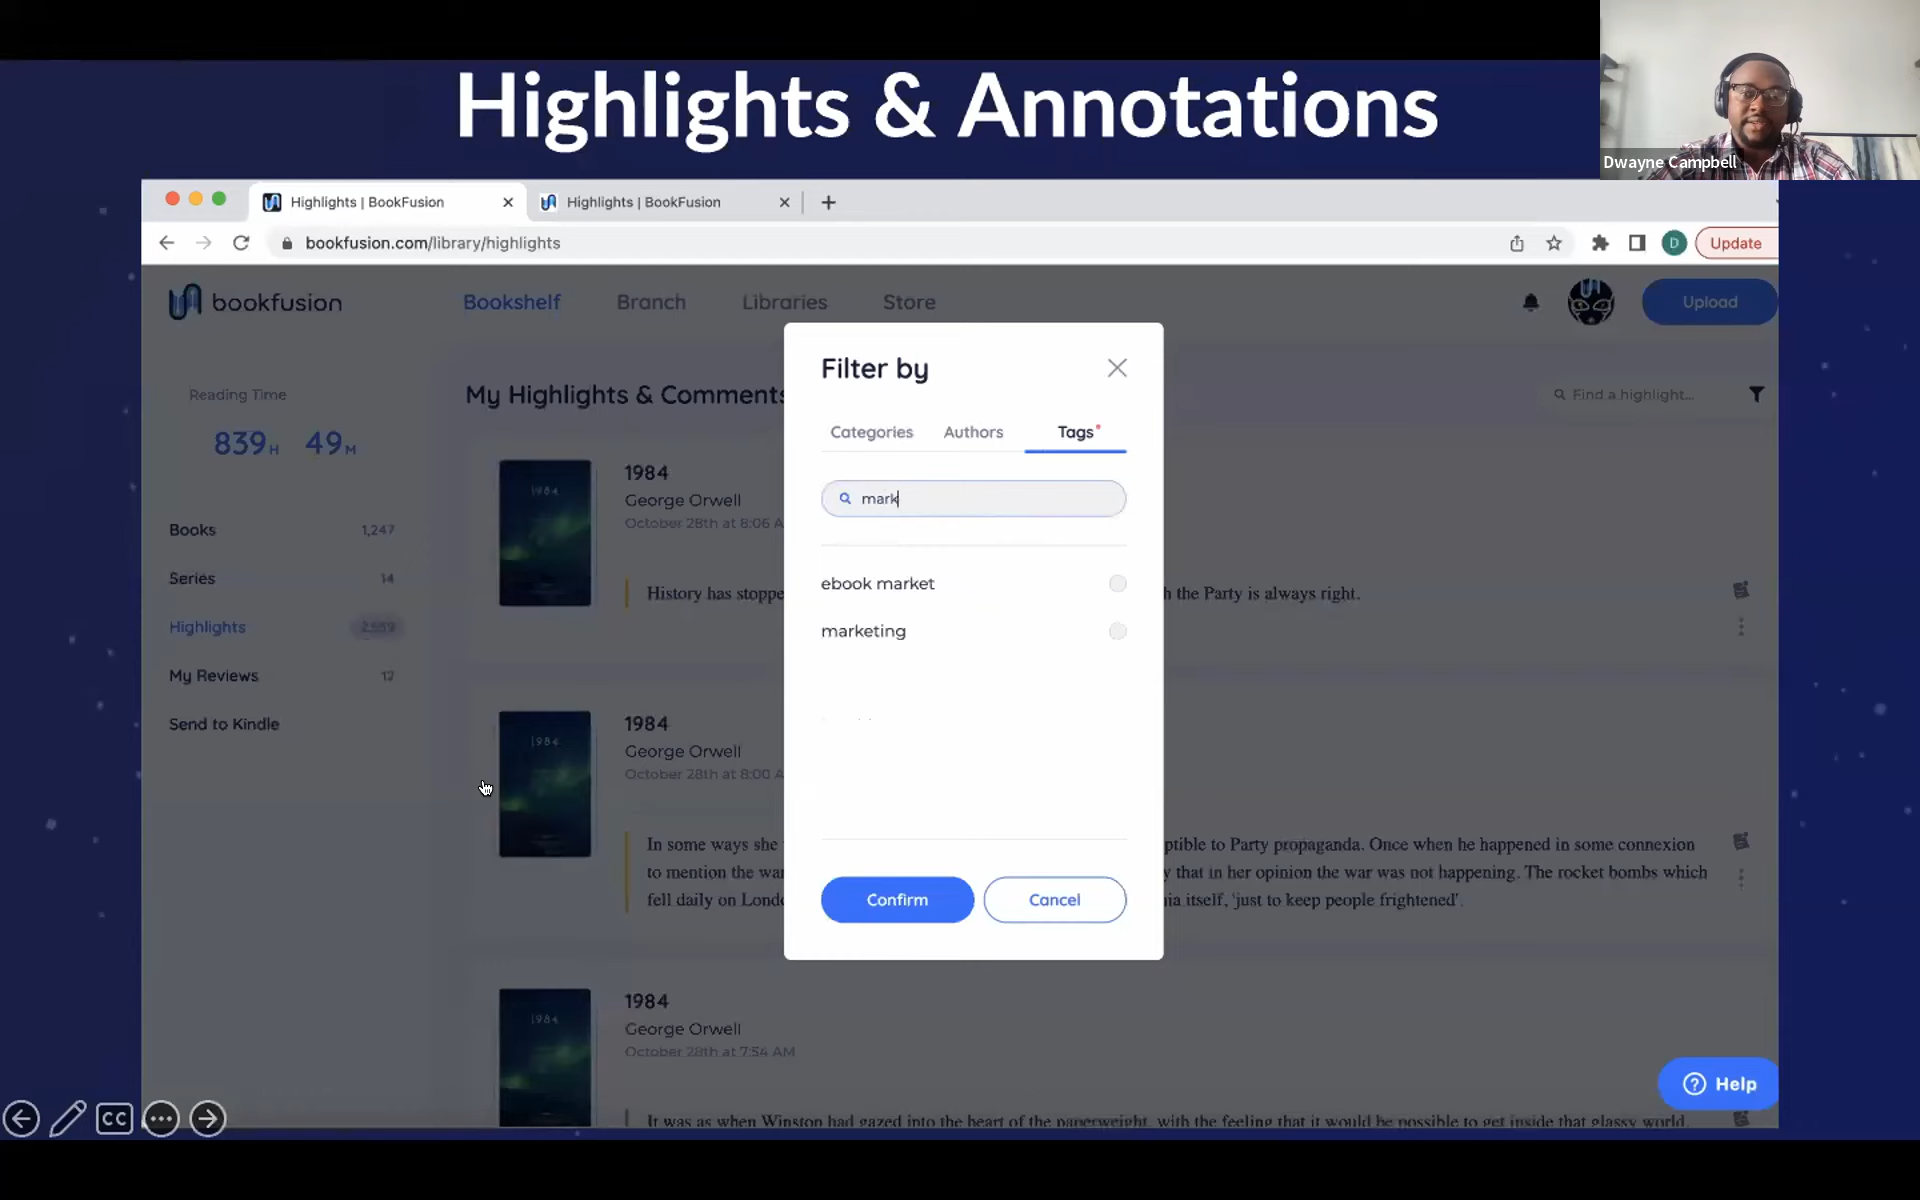 Highlights & Annotations
Dwayne Campbell
Highlights | BookFusion
Highlights | BookFusion
bookfusion.com/library/highlights
D
Update
bookfusion
Bookshelf
Branch
Libraries
Store
Upload
Reading Time
839 H 49 M
Books 1,247
Series 14
Highlights
My Reviews
Send to Kindle
My Highlights & Comments
Find a highlight...
1984
1984
George Orwell
October 28th at 8:06 A
History has stoppe
h the Party is always right.
1984
1984
George Orwell
October 28th at 8:00 A
In some ways she
ptible to Party propaganda. Once when he happened in some connexion
to mention the war
y that in her opinion the war was not happening. The rocket bombs which
fell daily on Londo
ia itself, 'just to keep people frightened'.
1984
1984
George Orwell
October 28th at 7:54 AM
It was as when Winston had gazed into the heart of the paperweight, with the feeling that it would be possible to get inside that glassy world,
Filter by
Categories
Authors
Tags
mark
ebook market
marketing
Confirm
Cancel
Help
CC